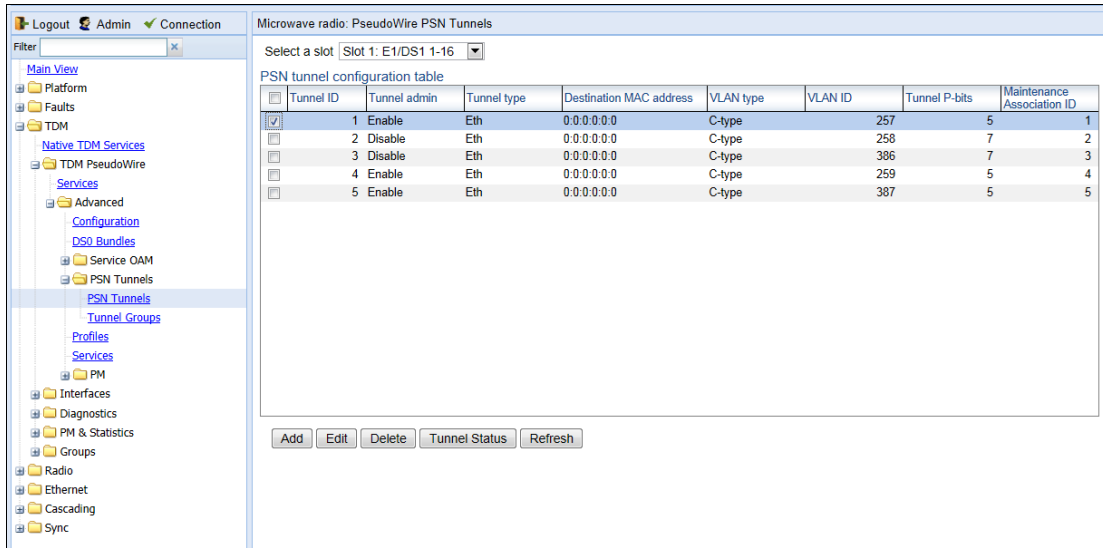 Logout Admin Connection
Filter
Main View
Platform
Faults
TDM
Native TDM Services
TDM PseudoWire
Services
Advanced
Configuration
DS0 Bundles
Service OAM
PSN Tunnels
PSN Tunnels
Tunnel Groups
Profiles
Services
PM
Interfaces
Diagnostics
PM & Statistics
Groups
Radio
Ethernet
Cascading
Sync
Microwave radio: PseudoWire PSN Tunnels
Select a slot Slot 1: E1/DS1 1-16
PSN tunnel configuration table
Tunnel ID Tunnel admin Tunnel type Destination MAC address VLAN type VLAN ID Tunnel P-bits Maintenance Association ID
1 Enable Eth 0:0:0:0:0:0 C-type 257 5 1
2 Disable Eth 0:0:0:0:0:0 C-type 258 7 2
3 Disable Eth 0:0:0:0:0:0 C-type 386 7 3
4 Enable Eth 0:0:0:0:0:0 C-type 259 5 4
5 Enable Eth 0:0:0:0:0:0 C-type 387 5 5
Add Edit Delete Tunnel Status Refresh